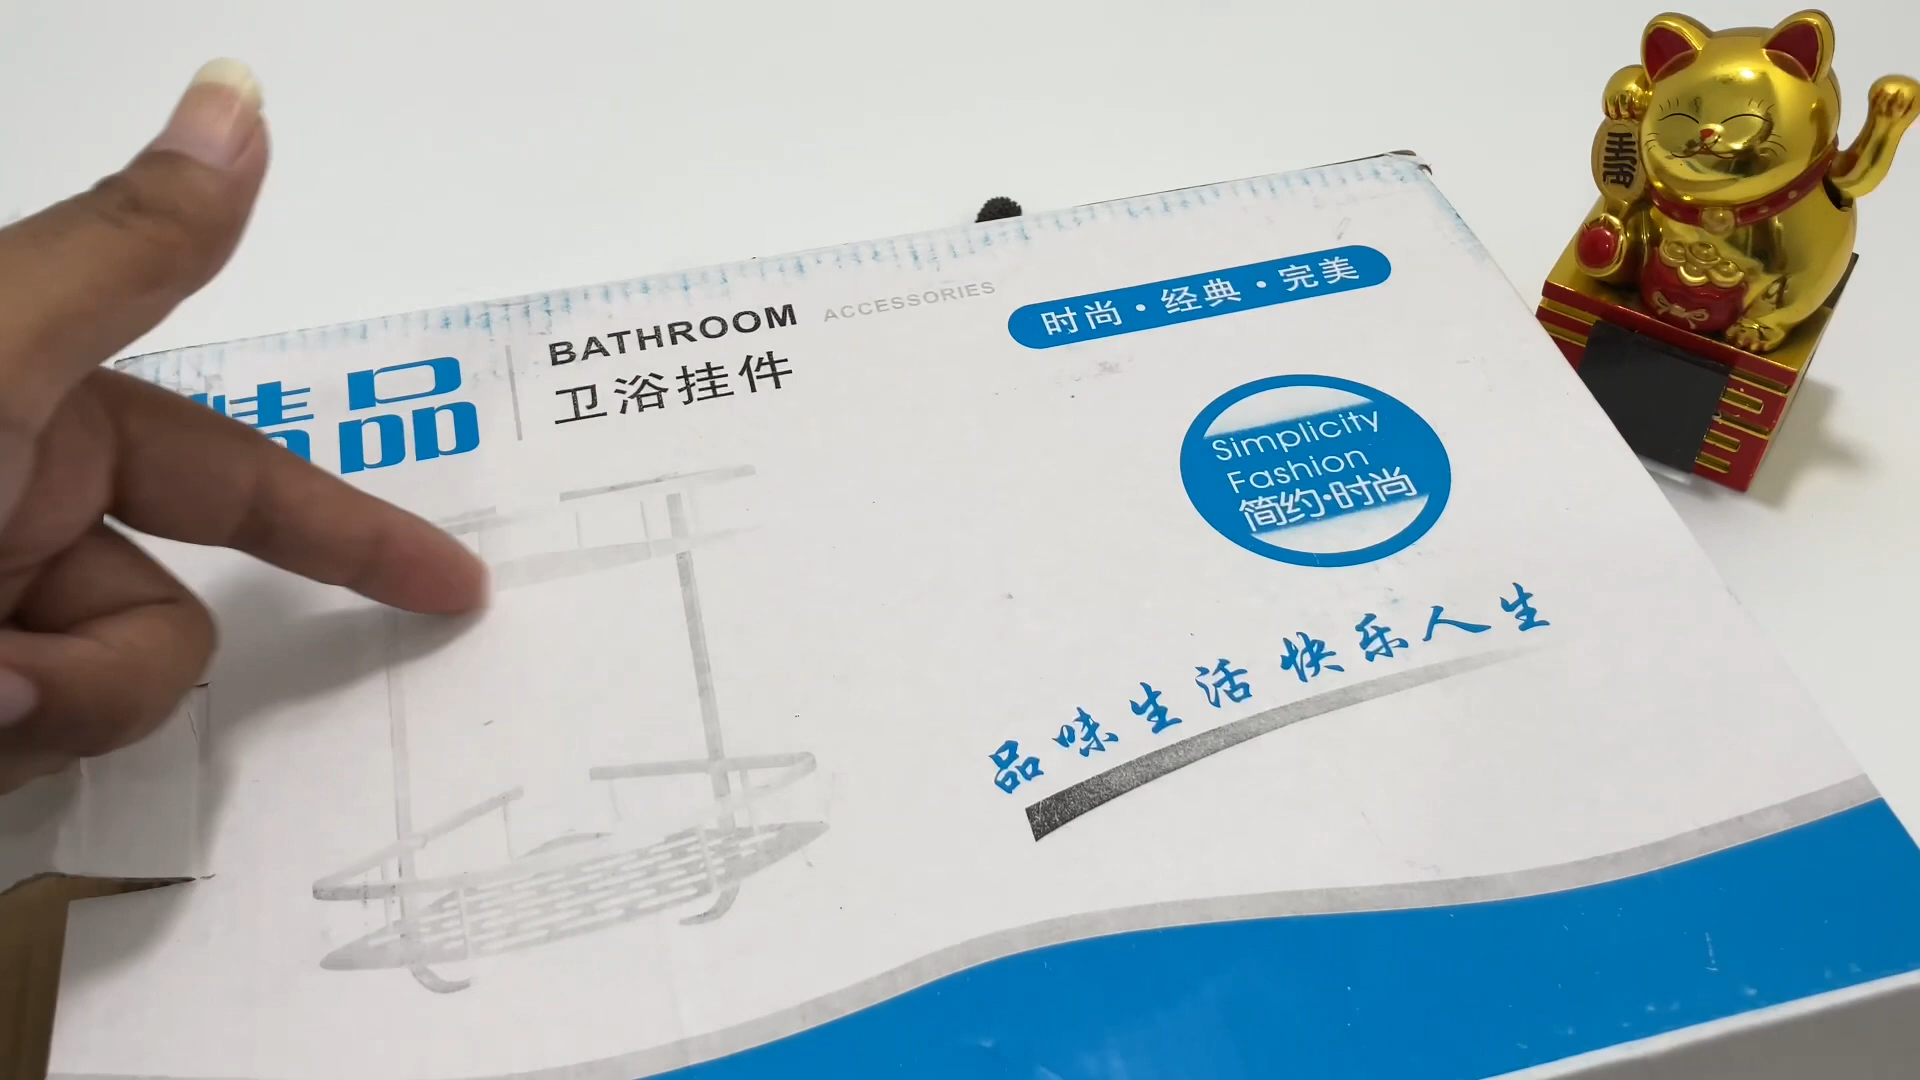 精品
BATHROOM ACCESSORIES
卫浴挂件
时尚·经典·完美
Simplicity
Fashion
简约·时尚
品味生活 快乐人生